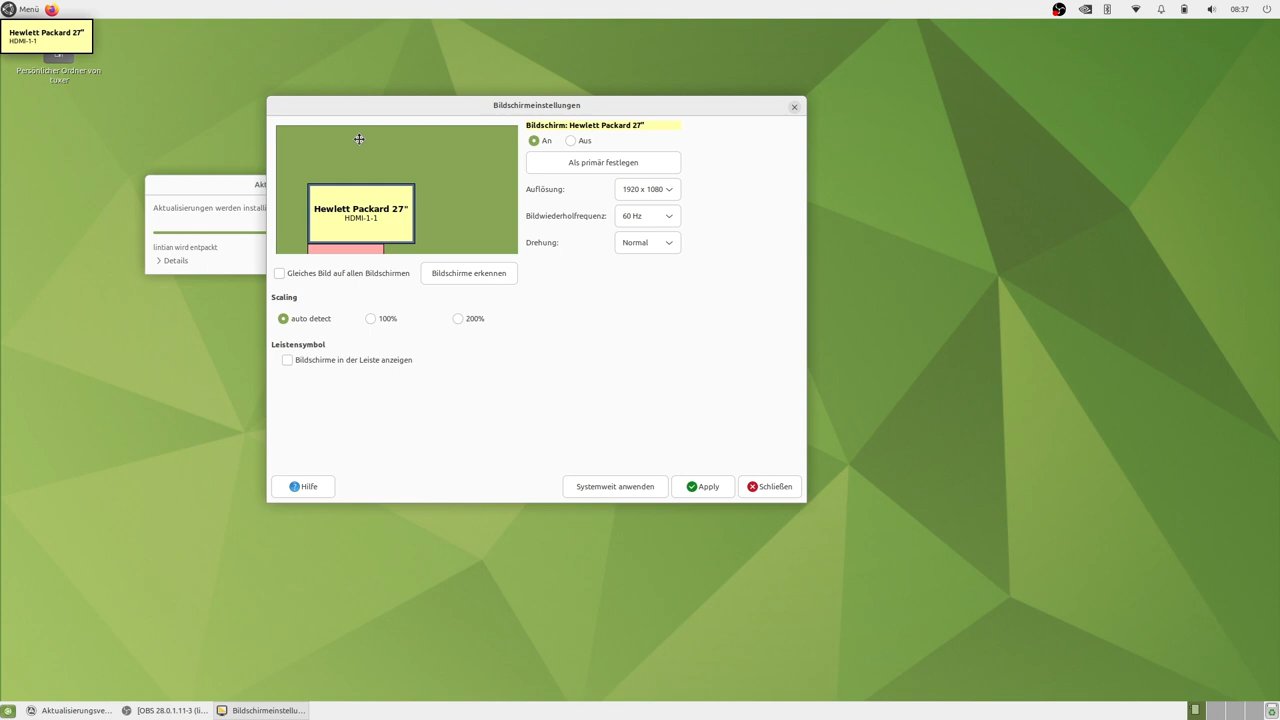 Menü
08:37
Hewlett Packard 27"
HDMI-1-1
Persönlicher Ordner von
tuxer
Akt
Aktualisierungen werden installi
lintian wird entpackt
Details
Bildschirmeinstellungen
Hewlett Packard 27"
HDMI-1-1
Gleiches Bild auf allen Bildschirmen
Bildschirme erkennen
Bildschirm: Hewlett Packard 27"
An
Aus
Als primär festlegen
Auflösung:
1920 x 1080
Bildwiederholfrequenz:
60 Hz
Drehung:
Normal
Scaling
auto detect
100%
200%
Leistensymbol
Bildschirme in der Leiste anzeigen
Hilfe
Systemweit anwenden
Apply
Schließen
Aktualisierungsve...
[OBS 28.0.1.11-3 (li...
Bildschirmeinstellu...